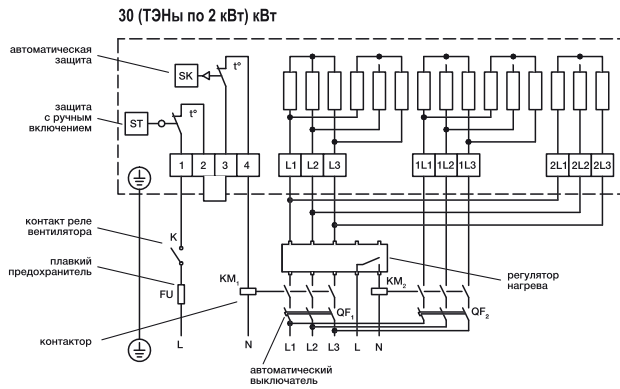 30 (ТЭНы по 2 кВт) кВт
автоматическая
защита
SK
t°
защита
с ручным
включением
ST
t°
1
2
3
4
L1
L2
L3
1L1
1L2
1L3
2L1
2L2
2L3
контакт реле
вентилятора
K
плавкий
предохранитель
FU
KM1
KM2
регулятор
нагрева
QF1
QF2
контактор
L
N
L1
L2
L3
L
N
автоматический
выключатель